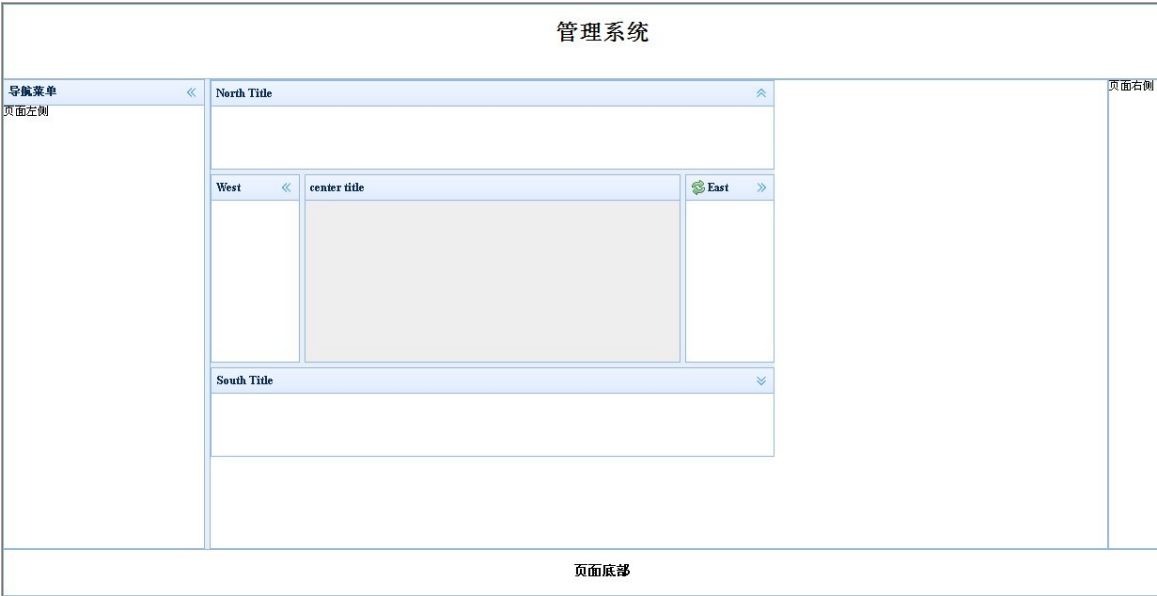 管理系统
导航菜单
页面左侧
North Title
页面右侧
West
center title
East
South Title
页面底部